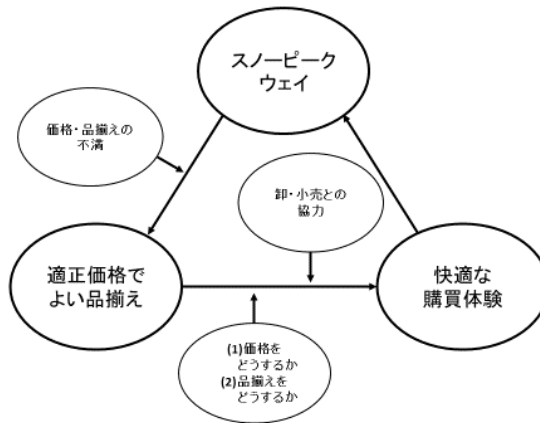 スノーピーク
ウェイ
価格・品揃えの
不満
卸・小売との
協力
適正価格で
よい品揃え
快適な
購買体験
(1)価格を
どうするか
(2)品揃えを
どうするか